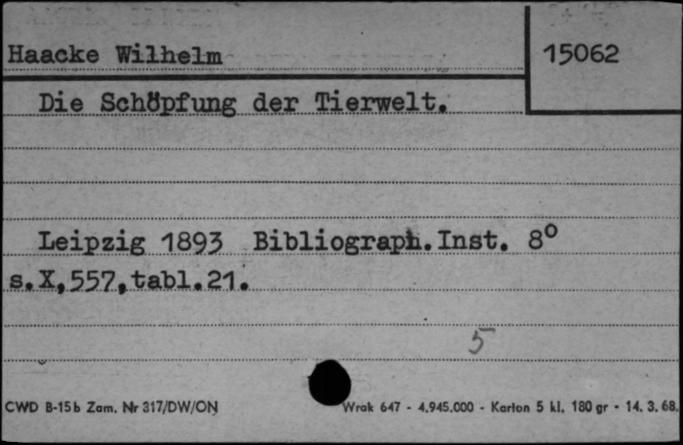 Haacke Wilhelm
15062
Die Schöpfung der Tierwelt.
Leipzig 1893 Bibliograph.Inst. 8°
s.X,557,tabl.21.
5
CWD B-15b Zam. Nr 317/DW/ON
Wrak 647 - 4.945.000 - Karton 5 kl. 180 gr - 14. 3. 68.